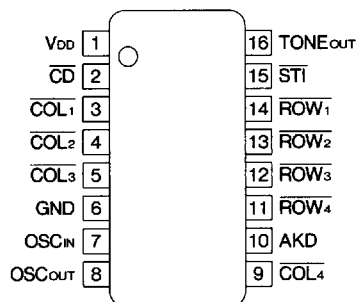 VDD 1 16 TONEOUT
CD 2 15 STI
COL1 3 14 ROW1
COL2 4 13 ROW2
COL3 5 12 ROW3
GND 6 11 ROW4
OSCIN 7 10 AKD
OSCOUT 8 9 COL4